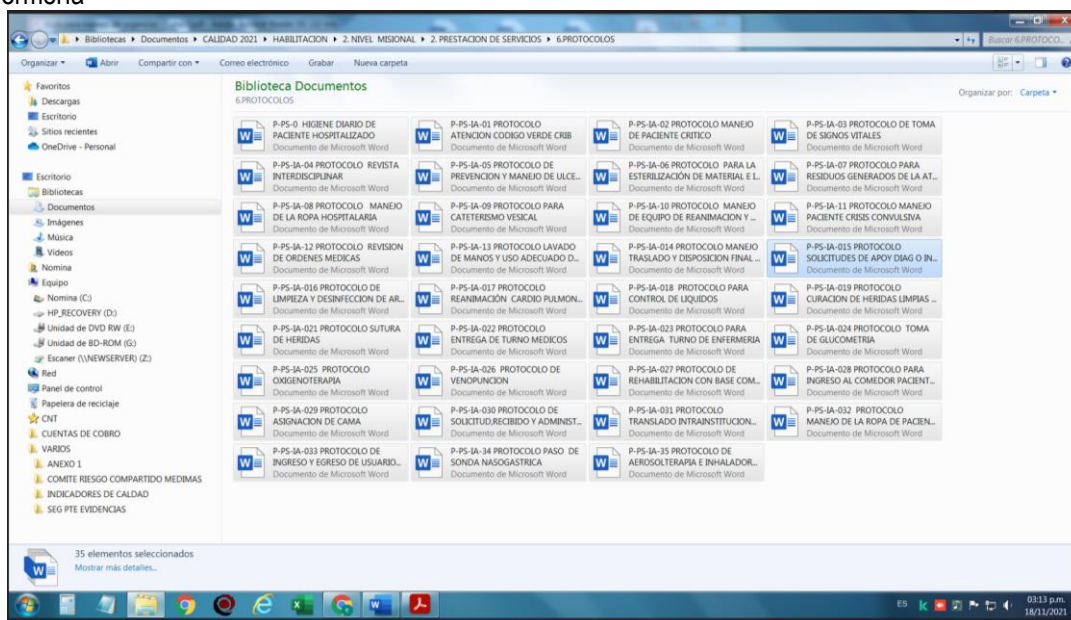 Bibliotecas ▸ Documentos ▸ CALIDAD 2021 ▸ HABILITACION ▸ 2. NIVEL MISIONAL ▸ 2. PRESTACION DE SERVICIOS ▸ 6.PROTOCOLOS
Buscar 6.PROTOCO...
Organizar Abrir Compartir con Correo electrónico Grabar Nueva carpeta
Favoritos
Descargas
Escritorio
Sitios recientes
OneDrive - Personal
Escritorio
Bibliotecas
Documentos
Imágenes
Música
Vídeos
Nomina
Equipo
Nomina (C:)
HP_RECOVERY (D:)
Unidad de DVD RW (E:)
Unidad de BD-ROM (G:)
Escaner (\\NEWSERVER) (Z:)
Red
Panel de control
Papelera de reciclaje
CNT
CUENTAS DE COBRO
VARIOS
ANEXO 1
COMITE RIESGO COMPARTIDO MEDIMAS
INDICADORES DE CALDAD
SEG PTE EVIDENCIAS
Biblioteca Documentos
6.PROTOCOLOS
Organizar por: Carpeta
P-PS-0 HIGIENE DIARIO DE
PACIENTE HOSPITALIZADO
Documento de Microsoft Word
P-PS-IA-01 PROTOCOLO
ATENCION CODIGO VERDE CRIB
Documento de Microsoft Word
P-PS-IA-02 PROTOCOLO MANEJO
DE PACIENTE CRITICO
Documento de Microsoft Word
P-PS-IA-03 PROTOCOLO DE TOMA
DE SIGNOS VITALES
Documento de Microsoft Word
P-PS-IA-04 PROTOCOLO REVISTA
INTERDISCIPLINAR
Documento de Microsoft Word
P-PS-IA-05 PROTOCOLO DE
PREVENCION Y MANEJO DE ULCE...
Documento de Microsoft Word
P-PS-IA-06 PROTOCOLO PARA LA
ESTERILIZACIÓN DE MATERIAL E I...
Documento de Microsoft Word
P-PS-IA-07 PROTOCOLO PARA
RESIDUOS GENERADOS DE LA AT...
Documento de Microsoft Word
P-PS-IA-08 PROTOCOLO MANEJO
DE LA ROPA HOSPITALARIA
Documento de Microsoft Word
P-PS-IA-09 PROTOCOLO PARA
CATETERISMO VESICAL
Documento de Microsoft Word
P-PS-IA-10 PROTOCOLO MANEJO
DE EQUIPO DE REANIMACION Y ...
Documento de Microsoft Word
P-PS-IA-11 PROTOCOLO MANEJO
PACIENTE CRISIS CONVULSIVA
Documento de Microsoft Word
P-PS-IA-12 PROTOCOLO REVISION
DE ORDENES MEDICAS
Documento de Microsoft Word
P-PS-IA-13 PROTOCOLO LAVADO
DE MANOS Y USO ADECUADO D...
Documento de Microsoft Word
P-PS-IA-014 PROTOCOLO MANEJO
TRASLADO Y DISPOSICION FINAL ...
Documento de Microsoft Word
P-PS-IA-015 PROTOCOLO
SOLICITUDES DE APOY DIAG O IN...
Documento de Microsoft Word
P-PS-IA-016 PROTOCOLO DE
LIMPIEZA Y DESINFECCION DE AR...
Documento de Microsoft Word
P-PS-IA-017 PROTOCOLO
REANIMACIÓN CARDIO PULMON...
Documento de Microsoft Word
P-PS-IA-018 PROTOCOLO PARA
CONTROL DE LIQUIDOS
Documento de Microsoft Word
P-PS-IA-019 PROTOCOLO
CURACION DE HERIDAS LIMPIAS ...
Documento de Microsoft Word
P-PS-IA-021 PROTOCOLO SUTURA
DE HERIDAS
Documento de Microsoft Word
P-PS-IA-022 PROTOCOLO
ENTREGA DE TURNO MEDICOS
Documento de Microsoft Word
P-PS-IA-023 PROTOCOLO PARA
ENTREGA TURNO DE ENFERMERIA
Documento de Microsoft Word
P-PS-IA-024 PROTOCOLO TOMA
DE GLUCOMETRIA
Documento de Microsoft Word
P-PS-IA-025 PROTOCOLO
OXIGENOTERAPIA
Documento de Microsoft Word
P-PS-IA-026 PROTOCOLO DE
VENOPUNCION
Documento de Microsoft Word
P-PS-IA-027 PROTOCOLO DE
REHABILITACION CON BASE COM...
Documento de Microsoft Word
P-PS-IA-028 PROTOCOLO PARA
INGRESO AL COMEDOR PACIENT...
Documento de Microsoft Word
P-PS-IA-029 PROTOCOLO
ASIGNACION DE CAMA
Documento de Microsoft Word
P-PS-IA-030 PROTOCOLO DE
SOLICITUD,RECIBIDO Y ADMINIST...
Documento de Microsoft Word
P-PS-IA-031 PROTOCOLO
TRANSLADO INTRAINSTITUCION...
Documento de Microsoft Word
P-PS-IA-032 PROTOCOLO
MANEJO DE LA ROPA DE PACIEN...
Documento de Microsoft Word
P-PS-IA-033 PROTOCOLO DE
INGRESO Y EGRESO DE USUARIO...
Documento de Microsoft Word
P-PS-IA-34 PROTOCOLO PASO DE
SONDA NASOGASTRICA
Documento de Microsoft Word
P-PS-IA-35 PROTOCOLO DE
AEROSOLTERAPIA E INHALADOR...
Documento de Microsoft Word
35 elementos seleccionados
Mostrar más detalles...
ES
03:13 p.m.
18/11/2021